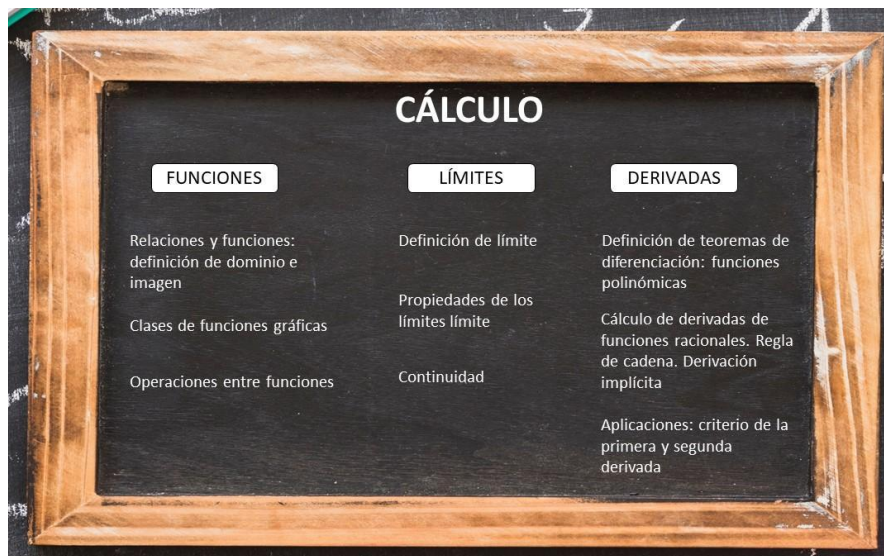 CÁLCULO
FUNCIONES
Relaciones y funciones:
definición de dominio e
imagen
Clases de funciones gráficas
Operaciones entre funciones
LÍMITES
Definición de límite
Propiedades de los
límites límite
Continuidad
DERIVADAS
Definición de teoremas de
diferenciación: funciones
polinómicas
Cálculo de derivadas de
funciones racionales. Regla
de cadena. Derivación
implícita
Aplicaciones: criterio de la
primera y segunda
derivada